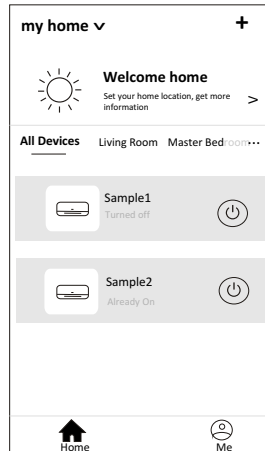 my home
+
Welcome home
Set your home location, get more
information
>
All Devices Living Room Master Bedroom ···
Sample1
Turned off
Sample2
Already On
Home Me